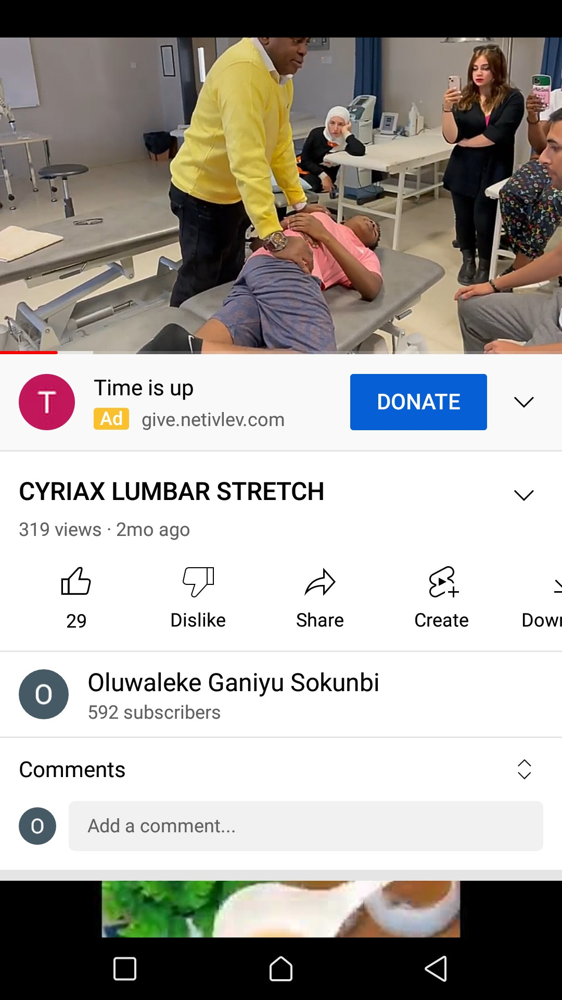 T
Time is up
Ad give.netivlev.com
DONATE
CYRIAX LUMBAR STRETCH
319 views · 2mo ago
29
Dislike
Share
Create
Down
O
Oluwaleke Ganiyu Sokunbi
592 subscribers
Comments
O
Add a comment...